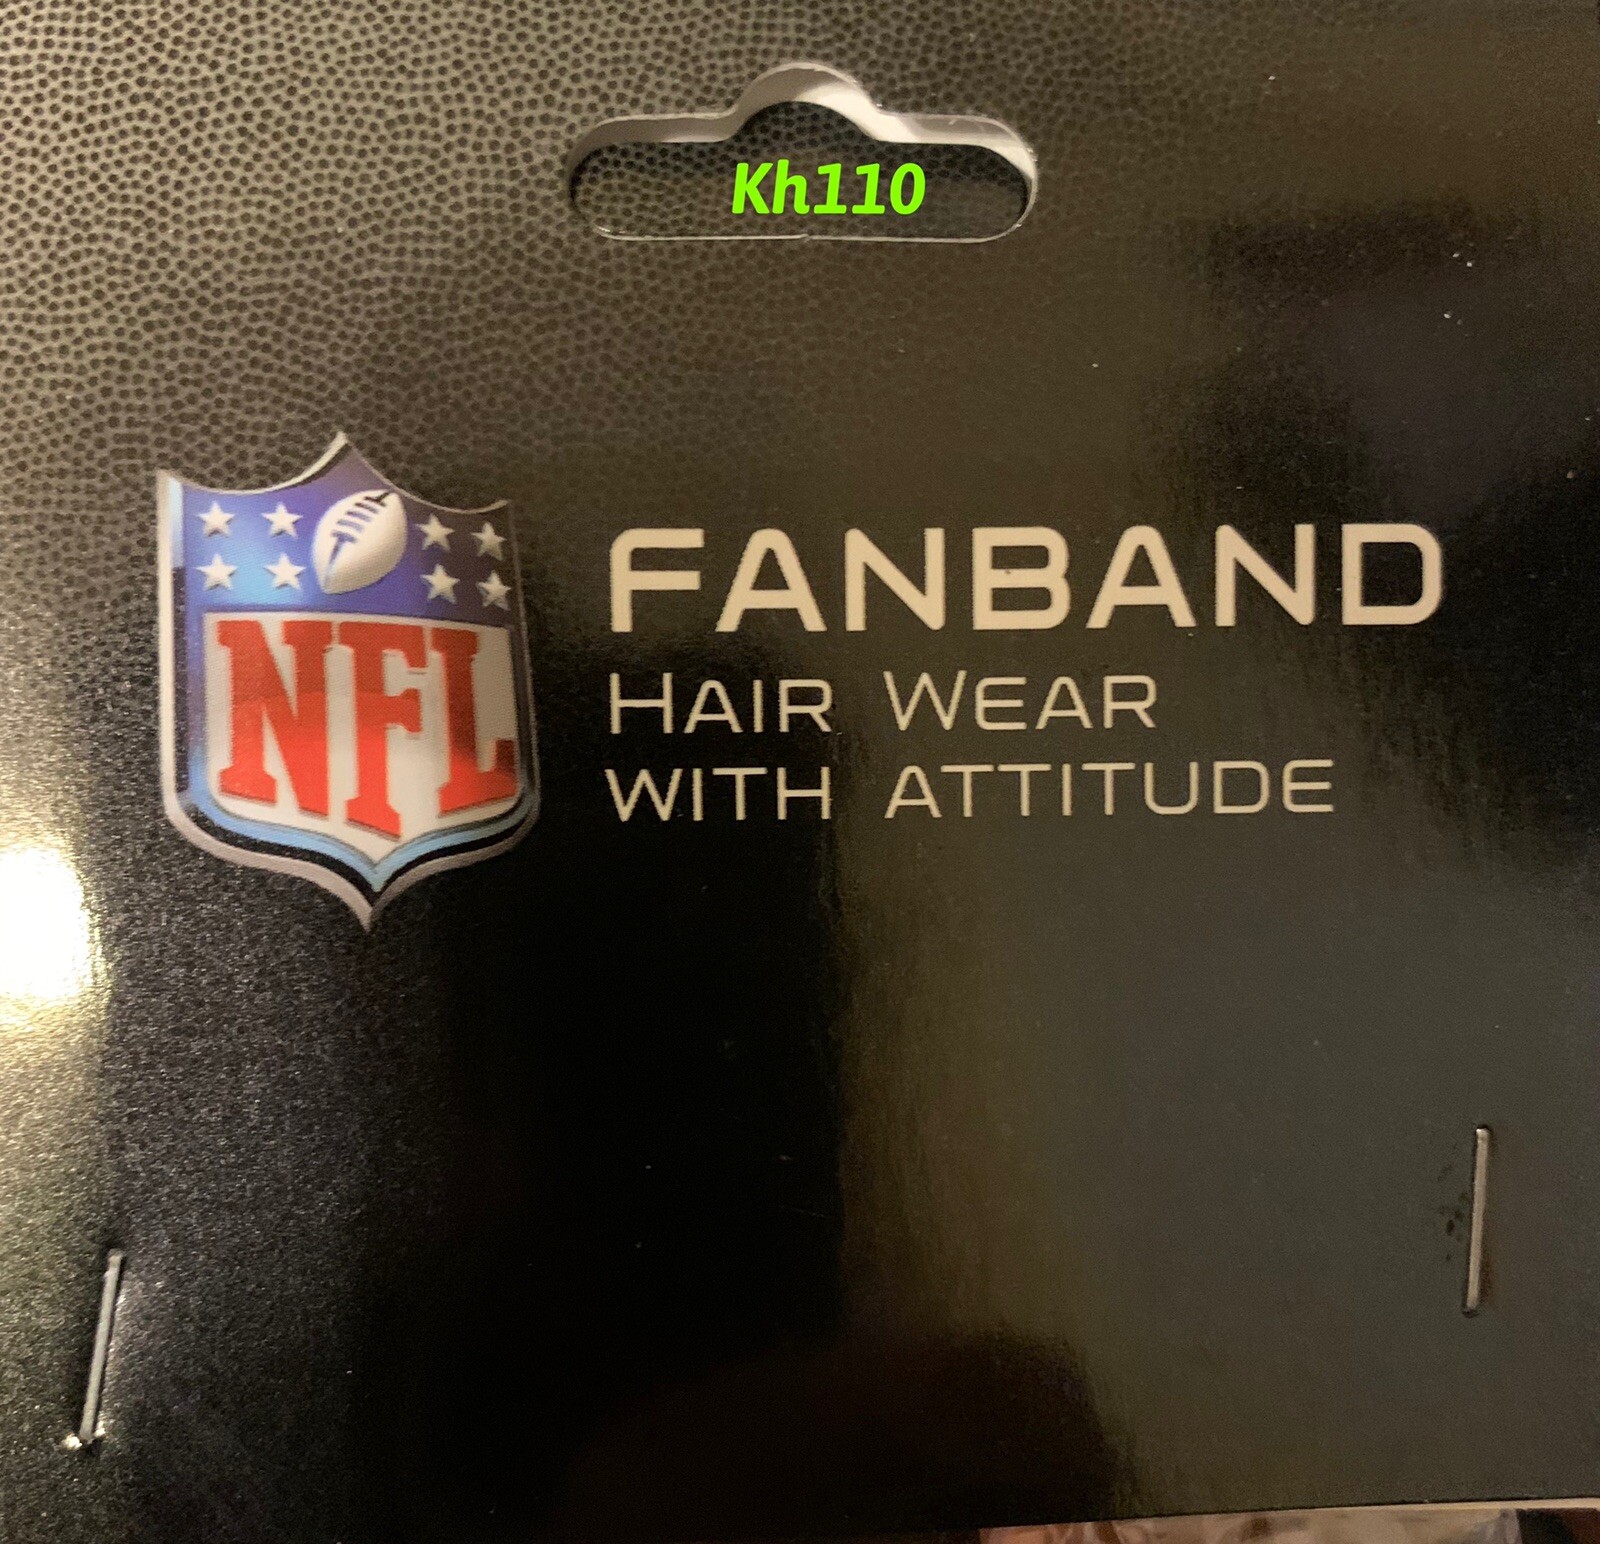 Kh110
NFL
FANBAND
HAIR WEAR
WITH ATTITUDE